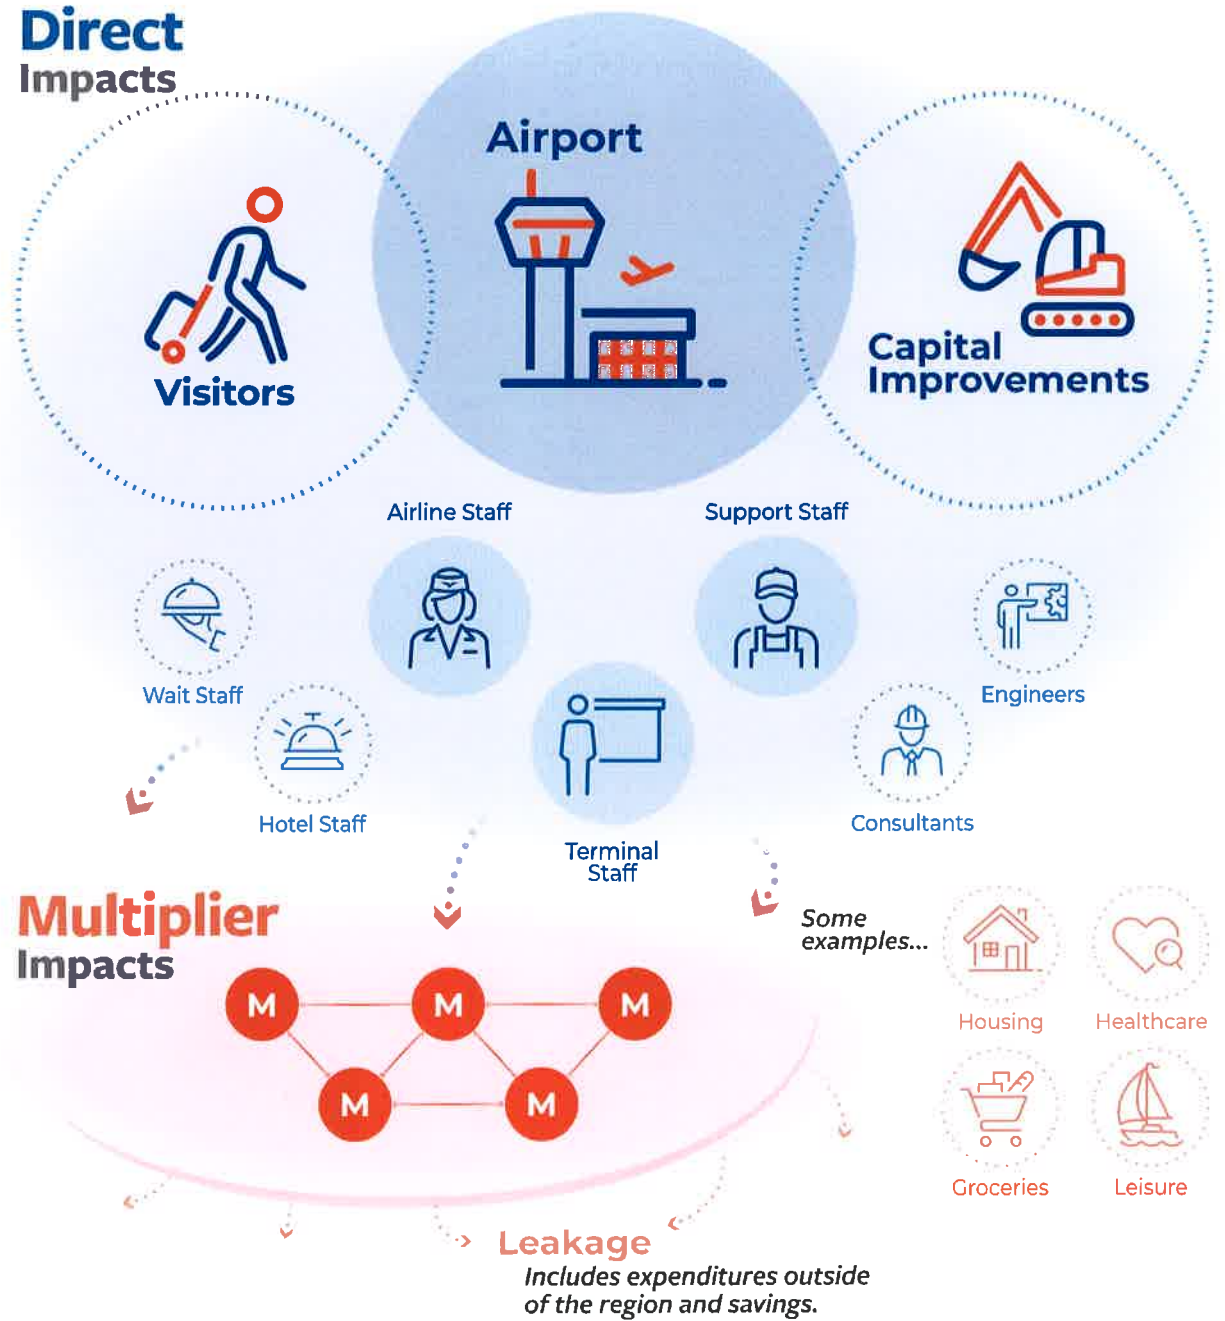 Direct
Impacts
Airport
Visitors
Capital
Improvements
Airline Staff
Support Staff
Wait Staff
Engineers
Hotel Staff
Consultants
Terminal
Staff
Multiplier
Impacts
Some
examples...
M
M
M
M
M
Housing
Healthcare
Groceries
Leisure
Leakage
Includes expenditures outside
of the region and savings.